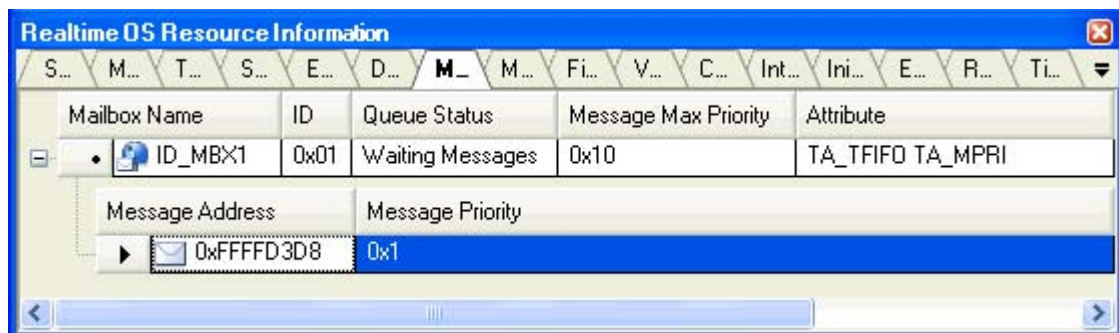 Realtime OS Resource Information
S... M... T... S... E... D... M... M... Fi... V... C... Int... Ini... E... R... Ti...
Mailbox Name ID Queue Status Message Max Priority Attribute
ID_MBX1 0x01 Waiting Messages 0x10 TA_TFIFO TA_MPRI
Message Address Message Priority
0xFFFFD3D8 0x1